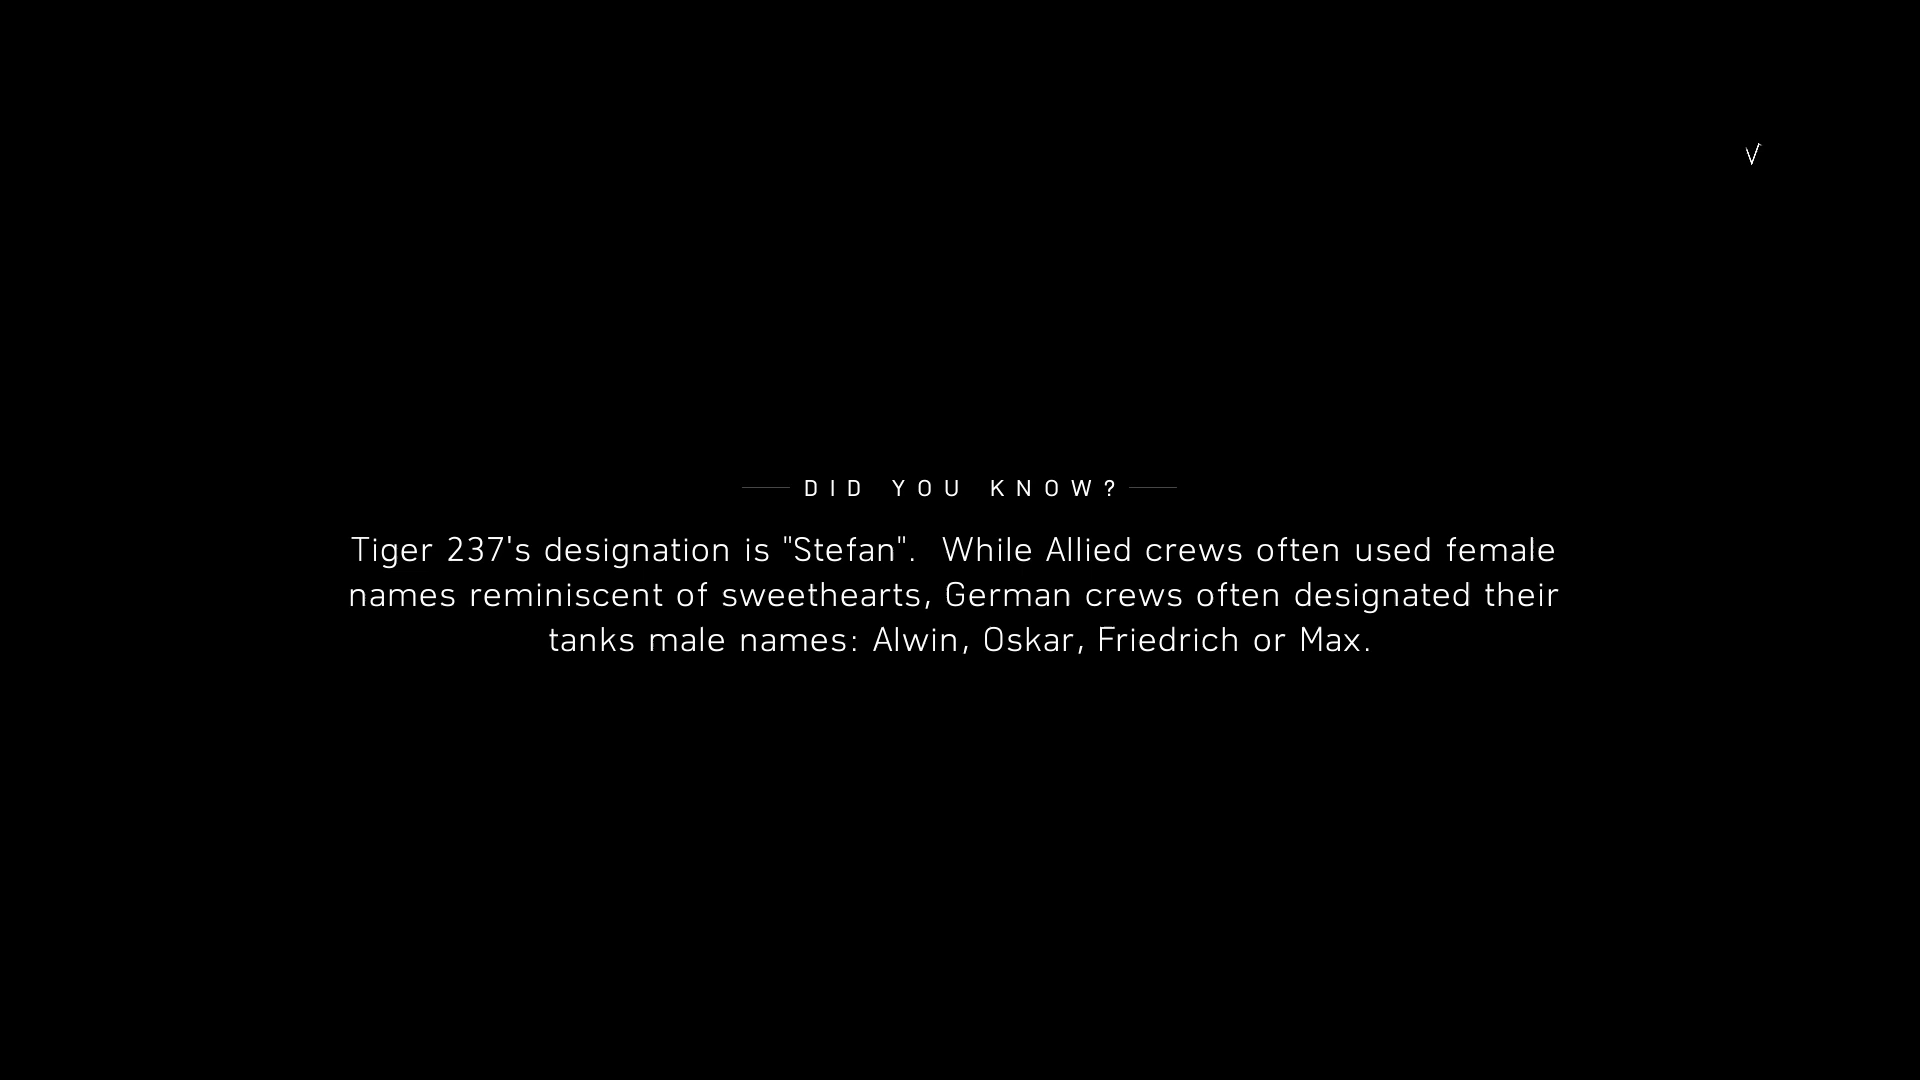 DID YOU KNOW?
Tiger 237's designation is "Stefan".  While Allied crews often used female
names reminiscent of sweethearts, German crews often designated their
tanks male names: Alwin, Oskar, Friedrich or Max.